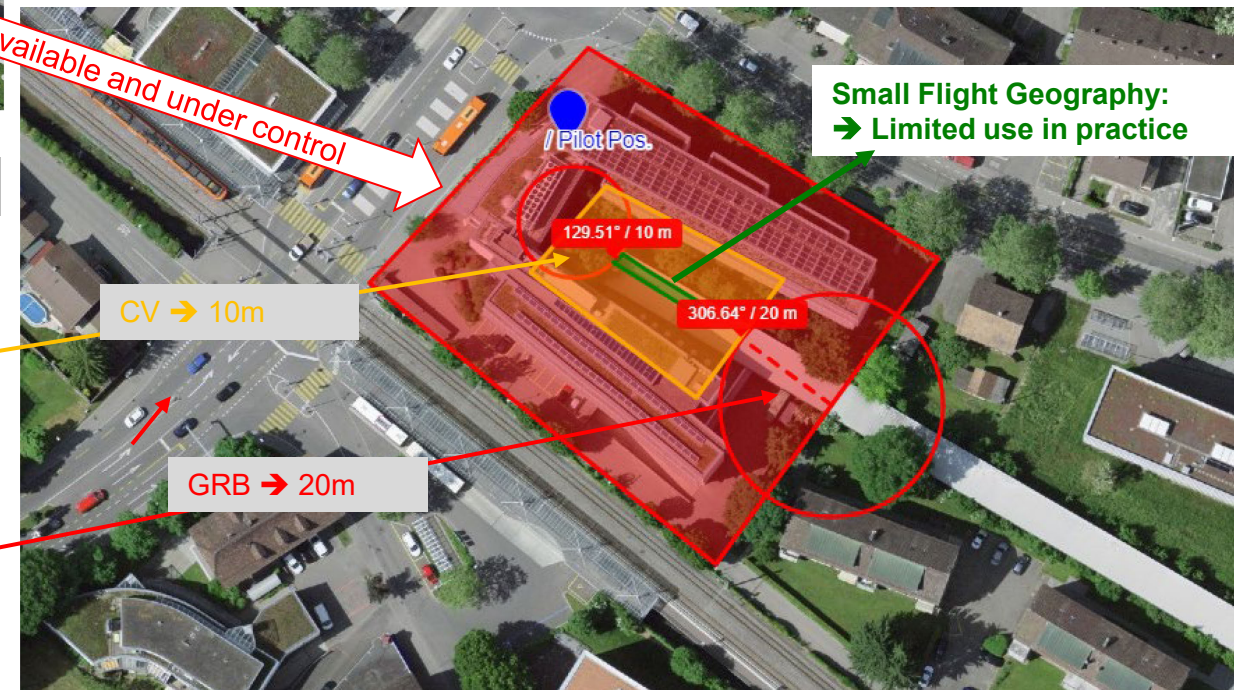 vailable and under control
Small Flight Geography:
➔ Limited use in practice
/ Pilot Pos.
129.51° / 10 m
CV ➔ 10m
306.64° / 20 m
GRB ➔ 20m